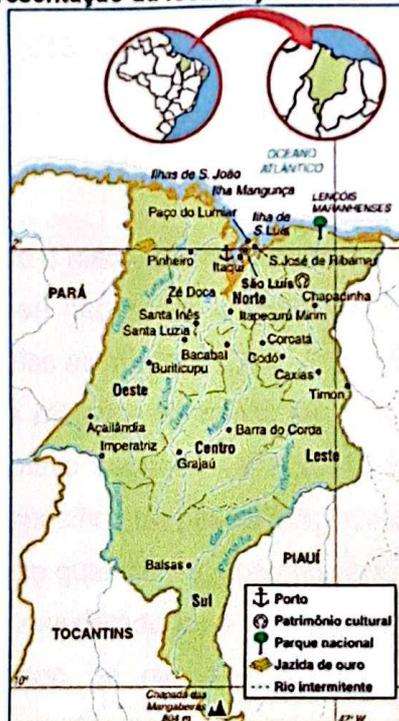 OCEANO
ATLÂNTICO
Ilhas de S. João
Ilha Mangunça
LENÇÓIS
MARANHENSES
Paço do Lumiar
Ilha de
S. Luís
2°
Pinheiro
Itaqui
S. José de Ribamar
São Luís
PARÁ
Zé Doca
Norte
Chapadinha
Santa Inês
Itapecuru Mirim
Santa Luzia
Bacabal
Coroatá
Codó
Buriticupu
Caxias
Timon
Oeste
Açailândia
Imperatriz
Barra do Corda
Centro
Grajaú
Leste
Balsas
PIAUÍ
Sul
TOCANTINS
Porto
Patrimônio cultural
Parque nacional
Jazida de ouro
Rio intermitente
10°
Chapada das
Mangabeiras
804 m